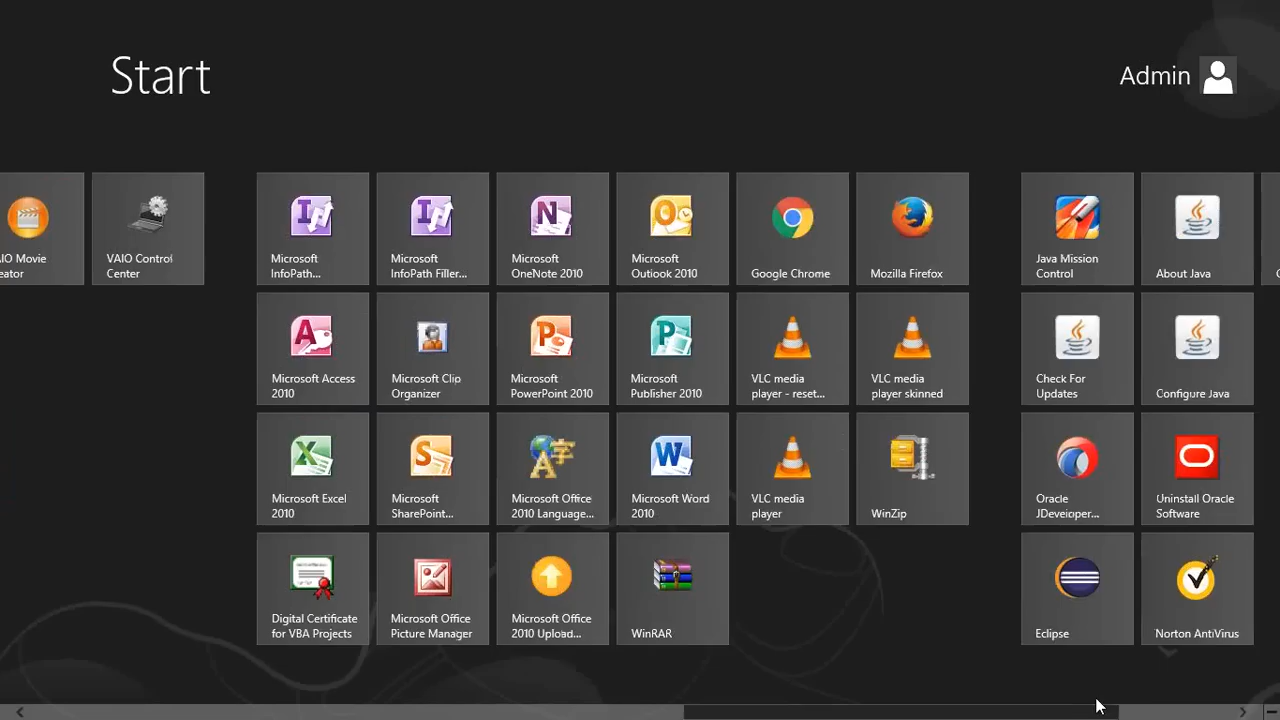 Start
Admin
AIO Movie
eator
VAIO Control
Center
Microsoft
InfoPath...
Microsoft
InfoPath Filler...
Microsoft
OneNote 2010
Microsoft
Outlook 2010
Google Chrome
Mozilla Firefox
Java Mission
Control
About Java
Microsoft Access
2010
Microsoft Clip
Organizer
Microsoft
PowerPoint 2010
Microsoft
Publisher 2010
VLC media
player - reset...
VLC media
player skinned
Check For
Updates
Configure Java
Microsoft Excel
2010
Microsoft
SharePoint...
Microsoft Office
2010 Language...
Microsoft Word
2010
VLC media
player
WinZip
Oracle
JDeveloper...
Uninstall Oracle
Software
Digital Certificate
for VBA Projects
Microsoft Office
Picture Manager
Microsoft Office
2010 Upload...
WinRAR
Eclipse
Norton AntiVirus